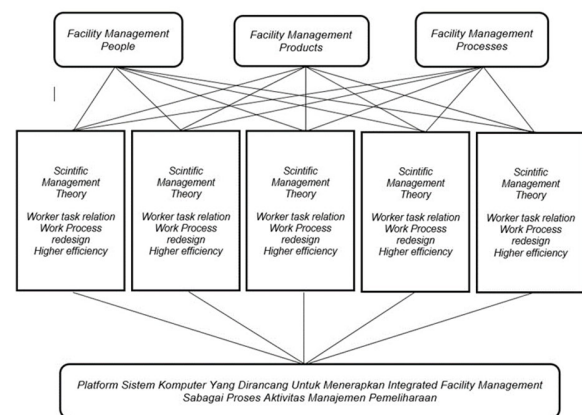 Facility Management
People
Facility Management
Products
Facility Management
Processes
Scintific
Management
Theory
Worker task relation
Work Process
redesign
Higher efficiency
Scintific
Management
Theory
Worker task relation
Work Process
redesign
Higher efficiency
Scintific
Management
Theory
Worker task relation
Work Process
redesign
Higher efficiency
Scintific
Management
Theory
Worker task relation
Work Process
redesign
Higher efficiency
Scintific
Management
Theory
Worker task relation
Work Process
redesign
Higher efficiency
Platform Sistem Komputer Yang Dirancang Untuk Menerapkan Integrated Facility Management
Sabagai Proses Aktivitas Manajemen Pemeliharaan